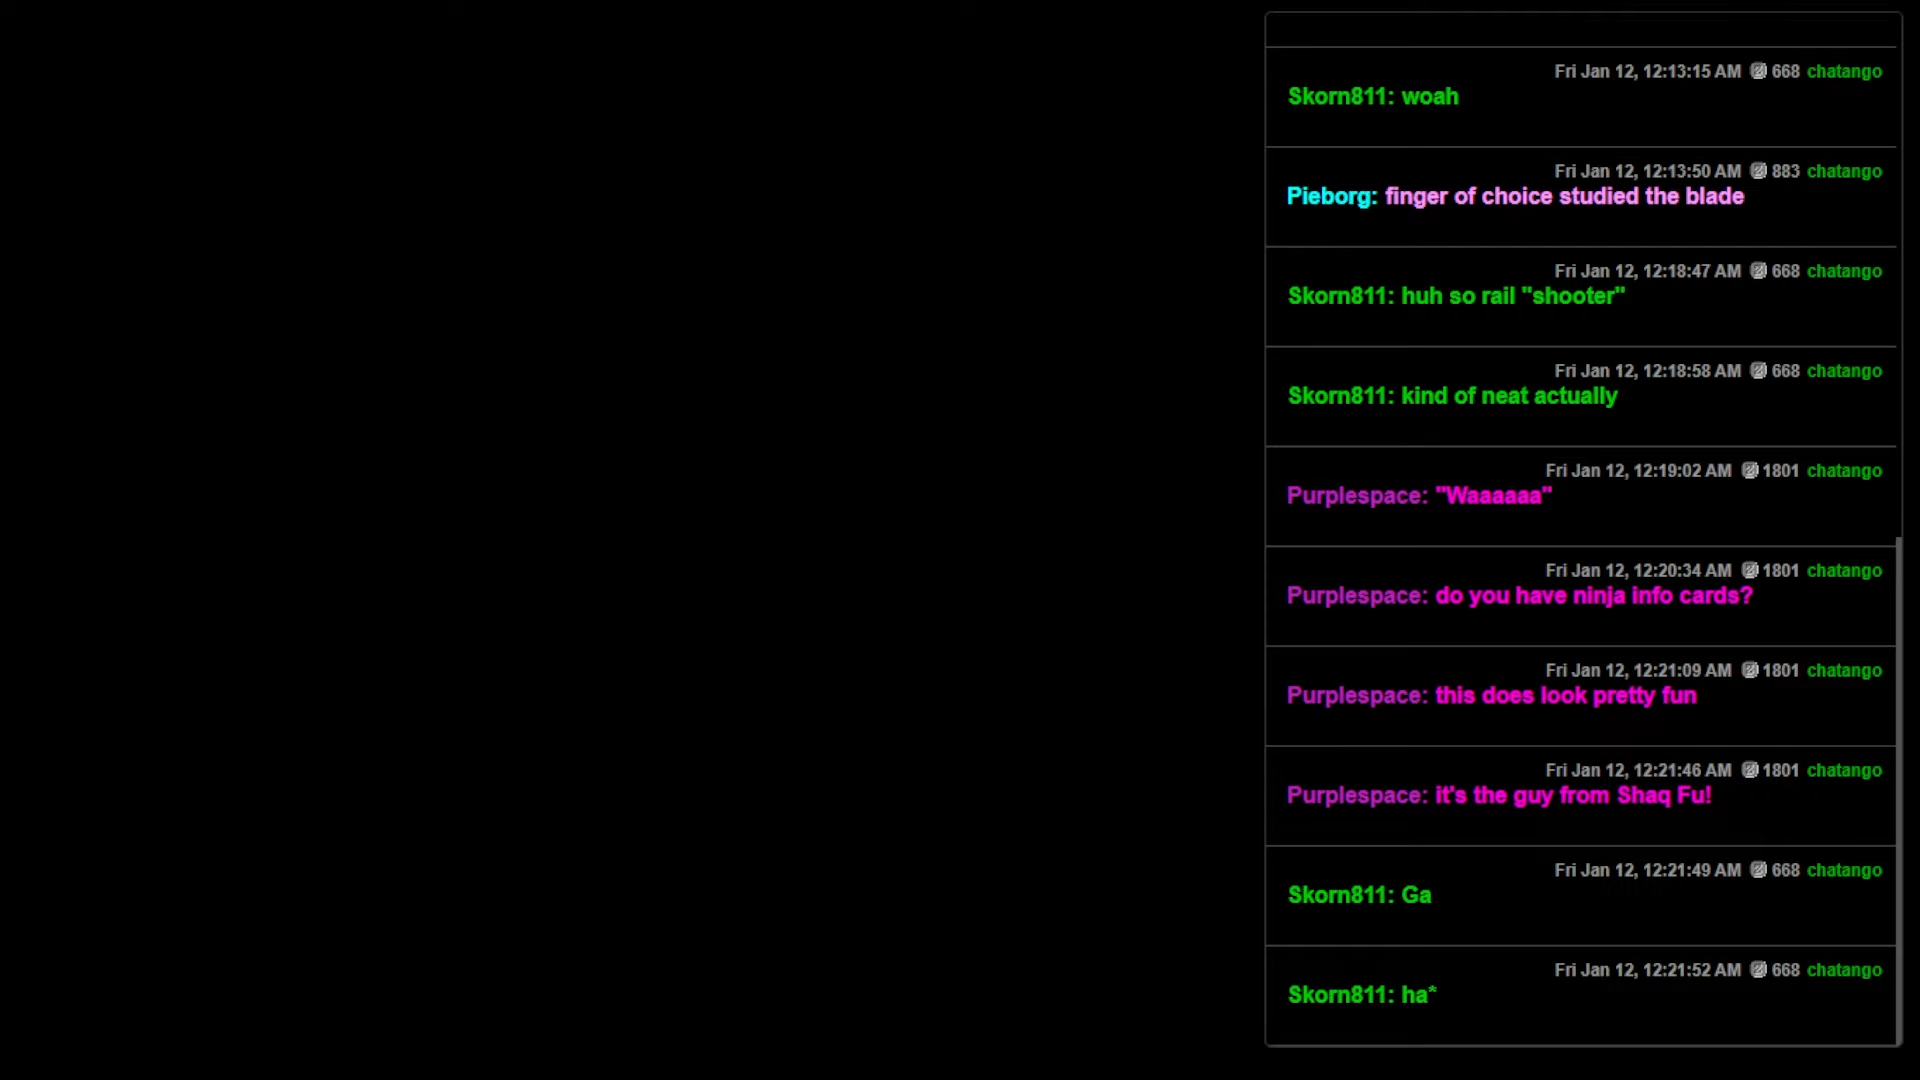 Fri Jan 12, 12:13:15 AM 668 chatango
Skorn811: woah
Fri Jan 12, 12:13:50 AM 883 chatango
Pieborg: finger of choice studied the blade
Fri Jan 12, 12:18:47 AM 668 chatango
Skorn811: huh so rail "shooter"
Fri Jan 12, 12:18:58 AM 668 chatango
Skorn811: kind of neat actually
Fri Jan 12, 12:19:02 AM 1801 chatango
Purplespace: "Waaaaaa"
Fri Jan 12, 12:20:34 AM 1801 chatango
Purplespace: do you have ninja info cards?
Fri Jan 12, 12:21:09 AM 1801 chatango
Purplespace: this does look pretty fun
Fri Jan 12, 12:21:46 AM 1801 chatango
Purplespace: it's the guy from Shaq Fu!
Fri Jan 12, 12:21:49 AM 668 chatango
Skorn811: Ga
Fri Jan 12, 12:21:52 AM 668 chatango
Skorn811: ha*